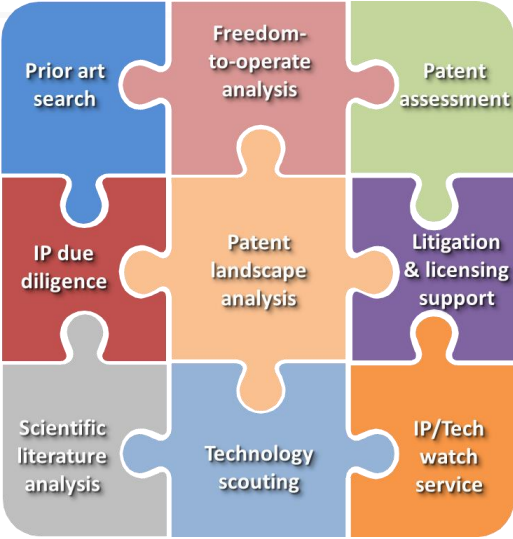 Prior art
search
Freedom-
to-operate
analysis
Patent
assessment
IP due
diligence
Patent
landscape
analysis
Litigation
& licensing
support
Scientific
literature
analysis
Technology
scouting
IP/Tech
watch
service